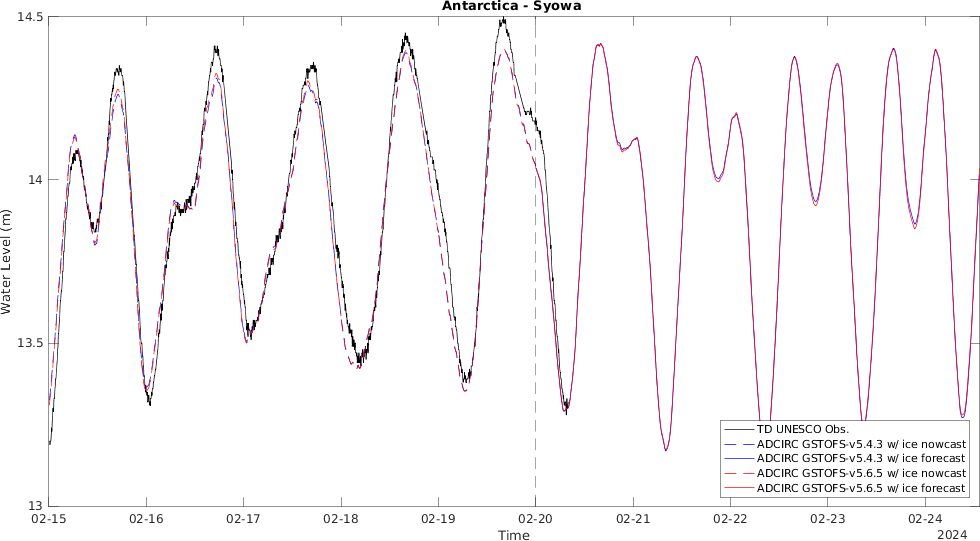 Antarctica - Syowa
14.5
14
13.5
13
Water Level (m)
TD UNESCO Obs.
ADCIRC GSTOFS-v5.4.3 w/ ice nowcast
ADCIRC GSTOFS-v5.4.3 w/ ice forecast
ADCIRC GSTOFS-v5.6.5 w/ ice nowcast
ADCIRC GSTOFS-v5.6.5 w/ ice forecast
02-15 02-16 02-17 02-18 02-19 02-20 02-21 02-22 02-23 02-24
Time
2024